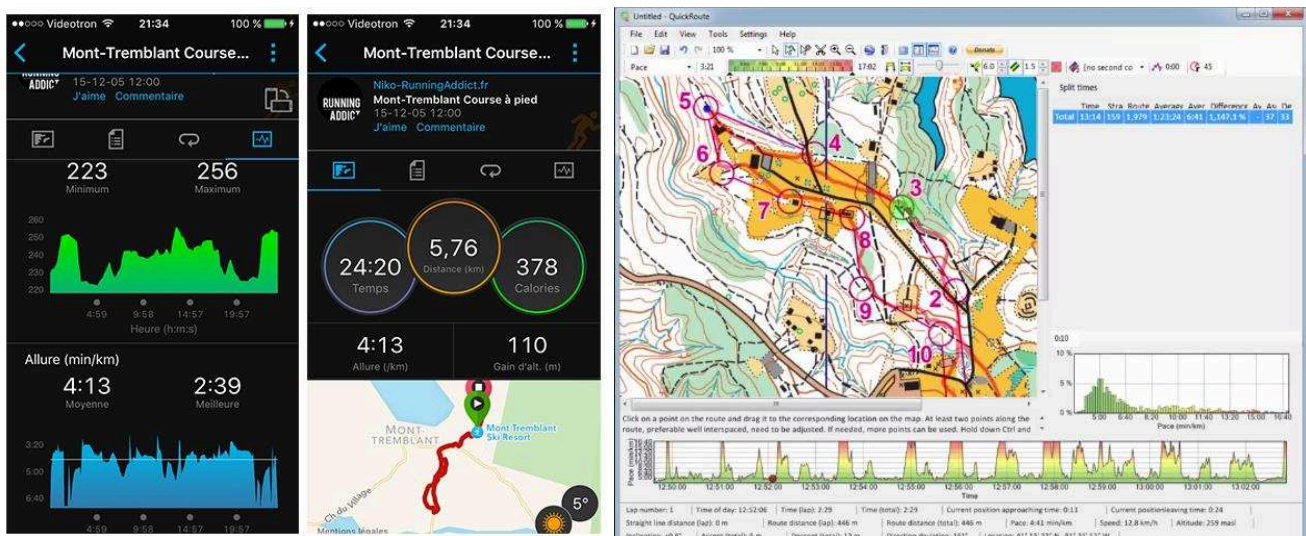 Videotron 21:34 100 %
Mont-Tremblant Course...
RUNNING
ADDICT
15-12-05 12:00
J'aime Commentaire
223
Minimum
256
Maximum
260
250
240
230
220
4:59 9:58 14:57 19:57
Heure (h:m:s)
Allure (min/km)
4:13
Moyenne
2:39
Meilleure
3:20
5:00
6:40
4:59 9:58 14:57 19:57
Videotron 21:34 100 %
Mont-Tremblant Course...
RUNNING
ADDICT
Niko-RunningAddict.fr
Mont-Tremblant Course à pied
15-12-05 12:00
J'aime Commentaire
24:20
Temps
5,76
Distance (km)
378
Calories
4:13
Allure (/km)
110
Gain d'alt. (m)
MONT-
TREMBLANT
Mont Tremblant
Ski Resort
Ch du Village
Mentions légales
5°
Untitled - QuickRoute
File Edit View Tools Settings Help
100 % Donate
Pace 3:21 17:02 6.0 1.5 (no second co 0:00 45
5
4
6
3
7
8
2
9
10
Split times
Time Stra Route Average Aver Difference Av. Av. De
Total 13:14 159 1,979 1:23:24 6:41 1,147.1 % - 37 33
0:10
10 %
5 %
0 %
5:00 6:40 8:20 10:00 11:40 13:20 15:00 16:40
Pace (min/km)
Click on a point on the route and drag it to the corresponding location on the map. At least two points along the
route, preferable well interspaced, need to be adjusted. If needed, more points can be used. Hold down Ctrl and
Pace (min/km)
12:50:00 12:51:00 12:52:00 12:53:00 12:54:00 12:55:00 12:56:00 12:57:00 12:58:00 12:59:00 13:00:00 13:01:00 13:02:00
Time
Lap number: 1 Time of day: 12:52:06 Time (lap): 2:29 Time (total): 2:29 Current position approaching time: 0:13 Current positionleaving time: 0:24
Straight line distance (lap): 0 m Route distance (lap): 446 m Route distance (total): 446 m Pace: 4:41 min/km Speed: 12.8 km/h Altitude: 259 masl